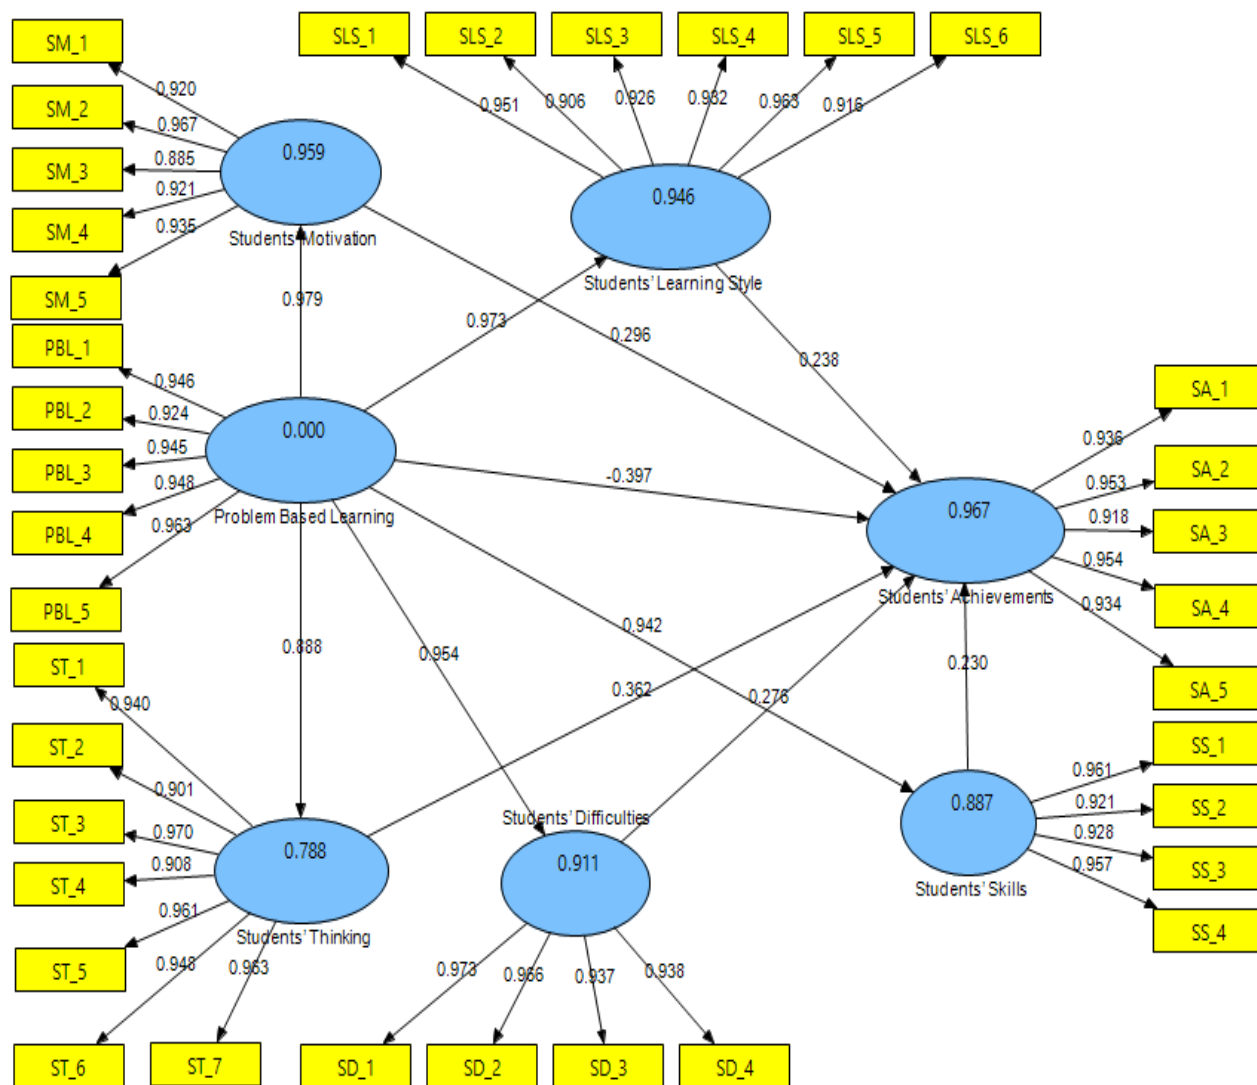 SM_1
SLS_1
SLS_2
SLS_3
SLS_4
SLS_5
SLS_6
SM_2
SM_3
SM_4
SM_5
0.920
0.967
0.885
0.921
0.935
0.951
0.906
0.926
0.932
0.963
0.916
0.959
Students' Motivation
0.946
Students' Learning Style
0.979
0.973
0.296
0.238
PBL_1
PBL_2
PBL_3
PBL_4
PBL_5
0.946
0.924
0.945
0.948
0.963
0.000
Problem Based Learning
-0.397
0.967
Students' Achievements
SA_1
SA_2
SA_3
SA_4
SA_5
0.936
0.953
0.918
0.954
0.934
0.888
0.954
0.942
0.362
0.276
0.230
ST_1
ST_2
ST_3
ST_4
ST_5
ST_6
ST_7
0.940
0.901
0.970
0.908
0.961
0.948
0.963
0.788
Students' Thinking
Students' Difficulties
0.911
0.973
0.966
0.937
0.938
SD_1
SD_2
SD_3
SD_4
0.887
Students' Skills
0.961
0.921
0.928
0.957
SS_1
SS_2
SS_3
SS_4